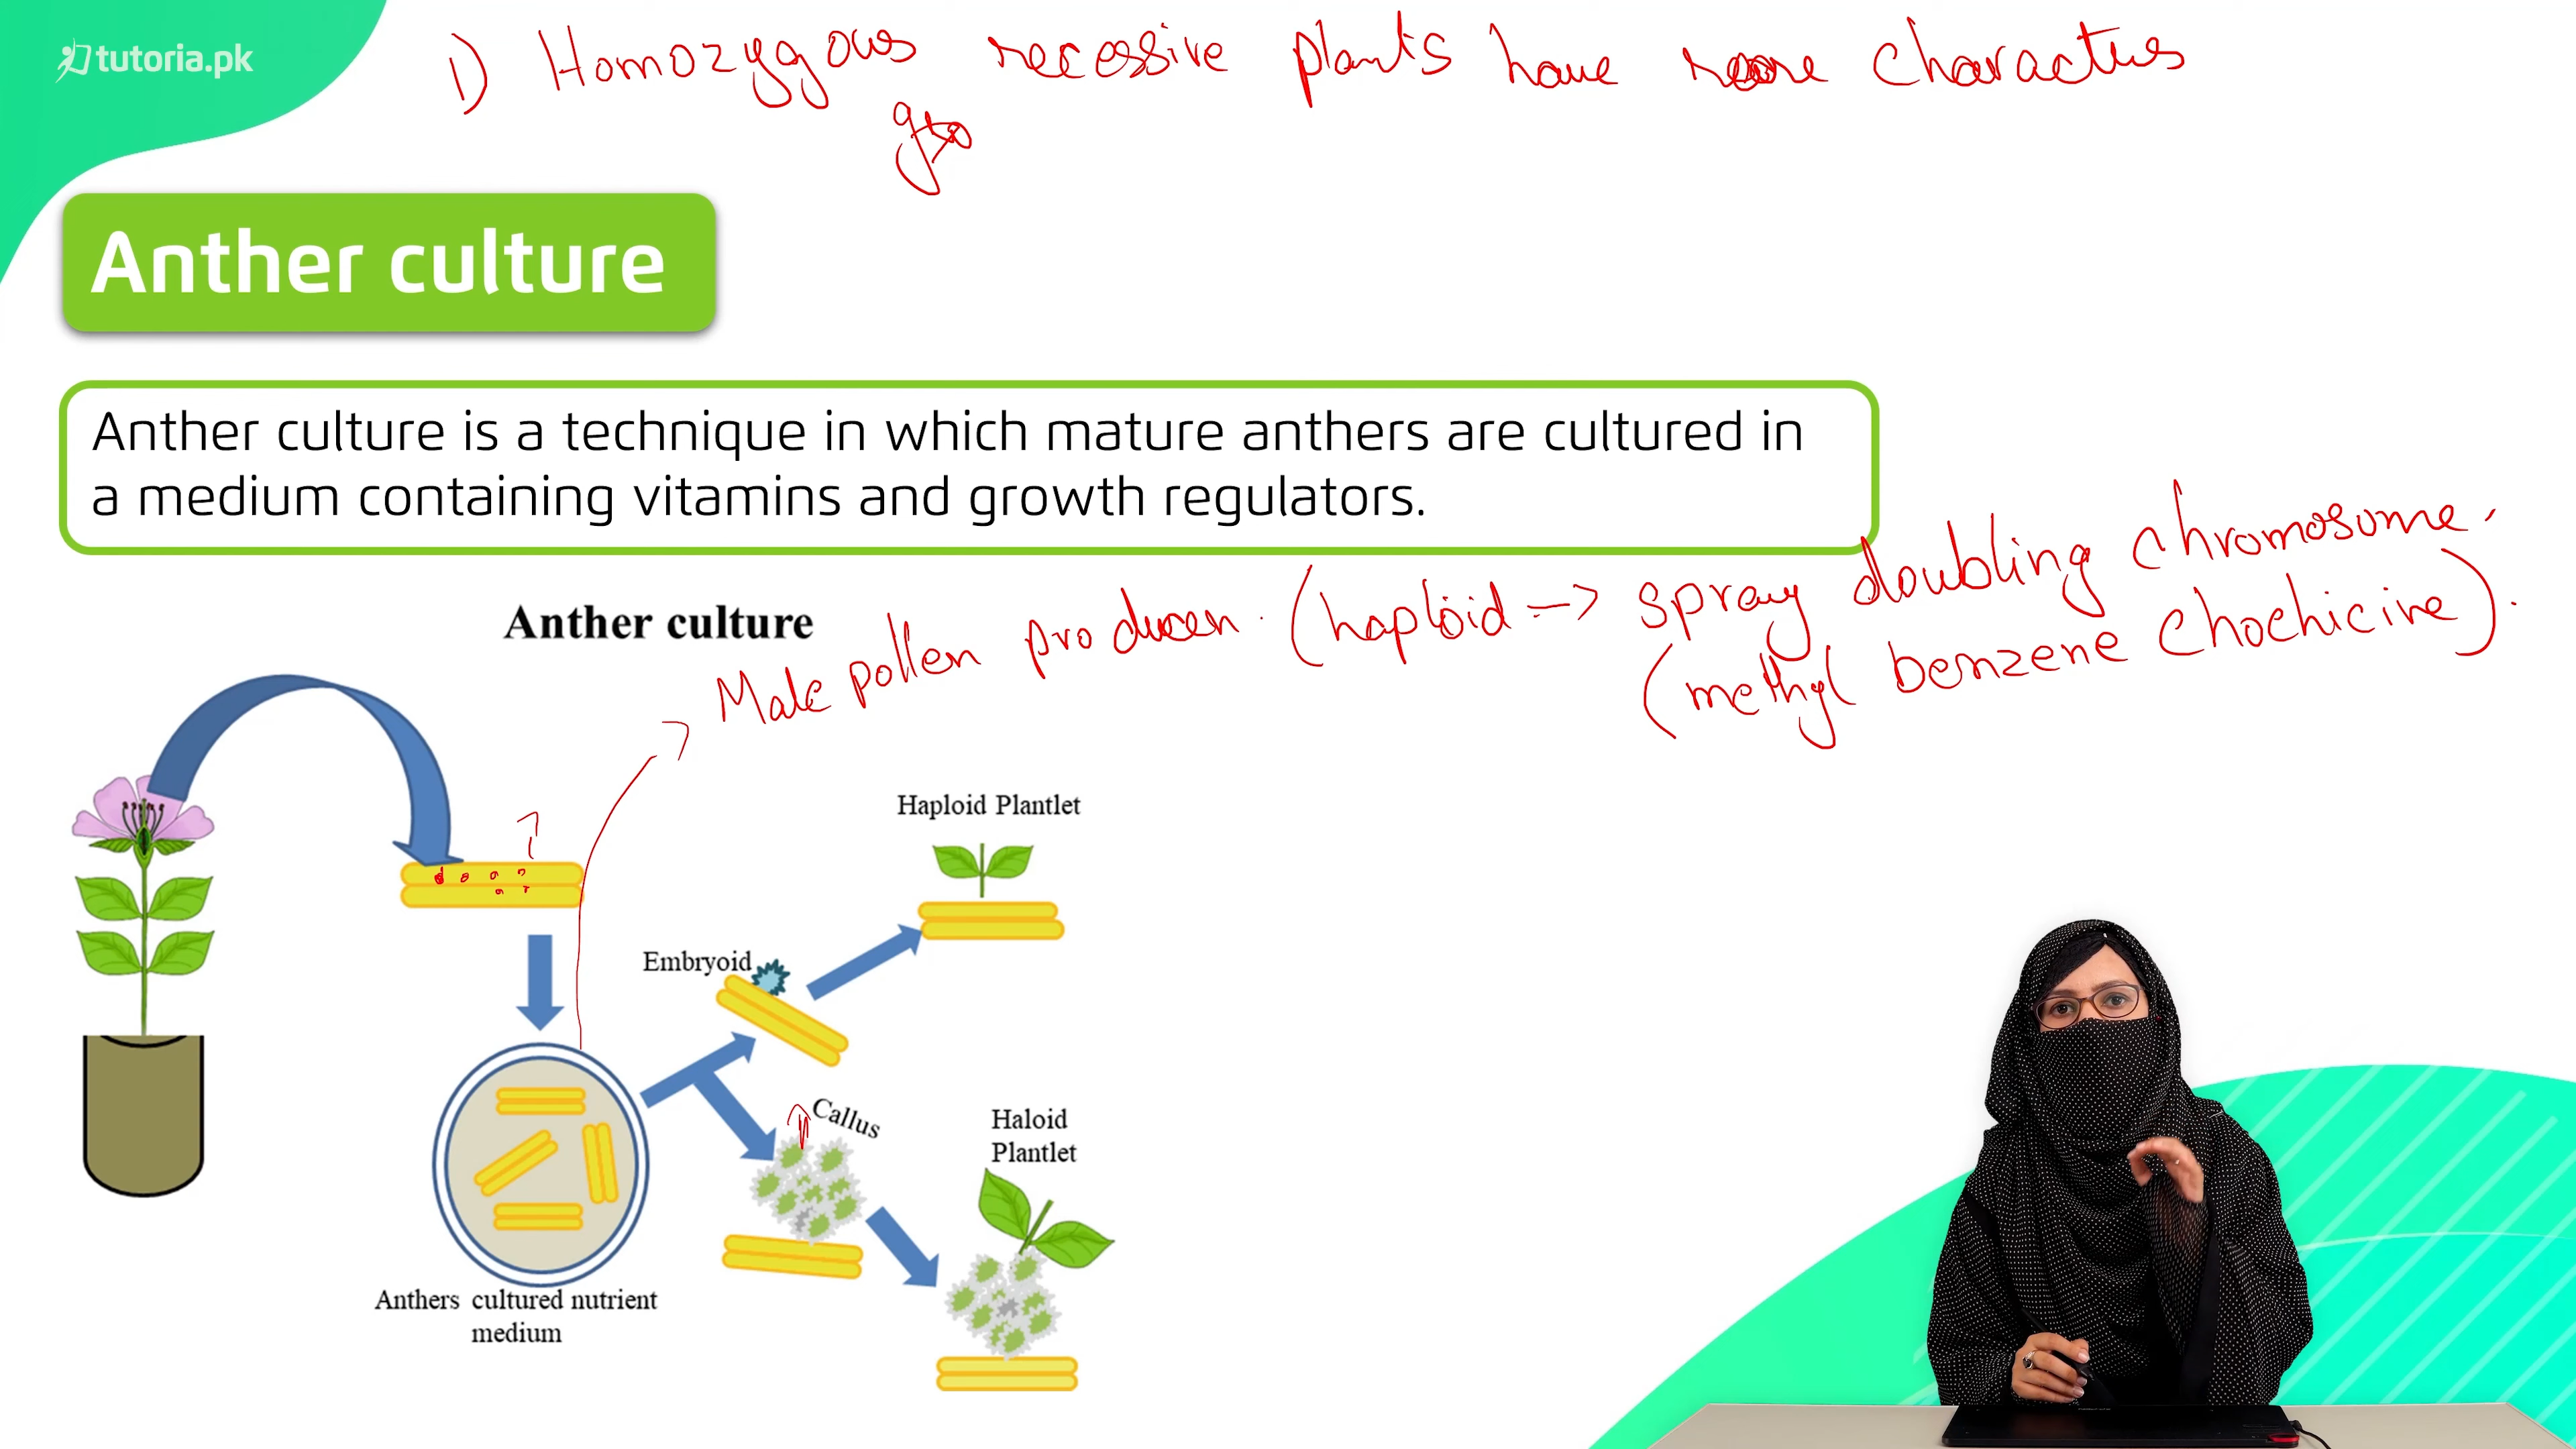 tutoria.pk
1) Homozygous recessive plants have rare characters
Anther culture
Anther culture is a technique in which mature anthers are cultured in
a medium containing vitamins and growth regulators.
Anther culture
Male pollen producen. (haploid => spray doubling chromosome.
(methyl benzene chochicine).
Haploid Plantlet
Embryoid
Callus
Haloid
Plantlet
Anthers cultured nutrient
medium